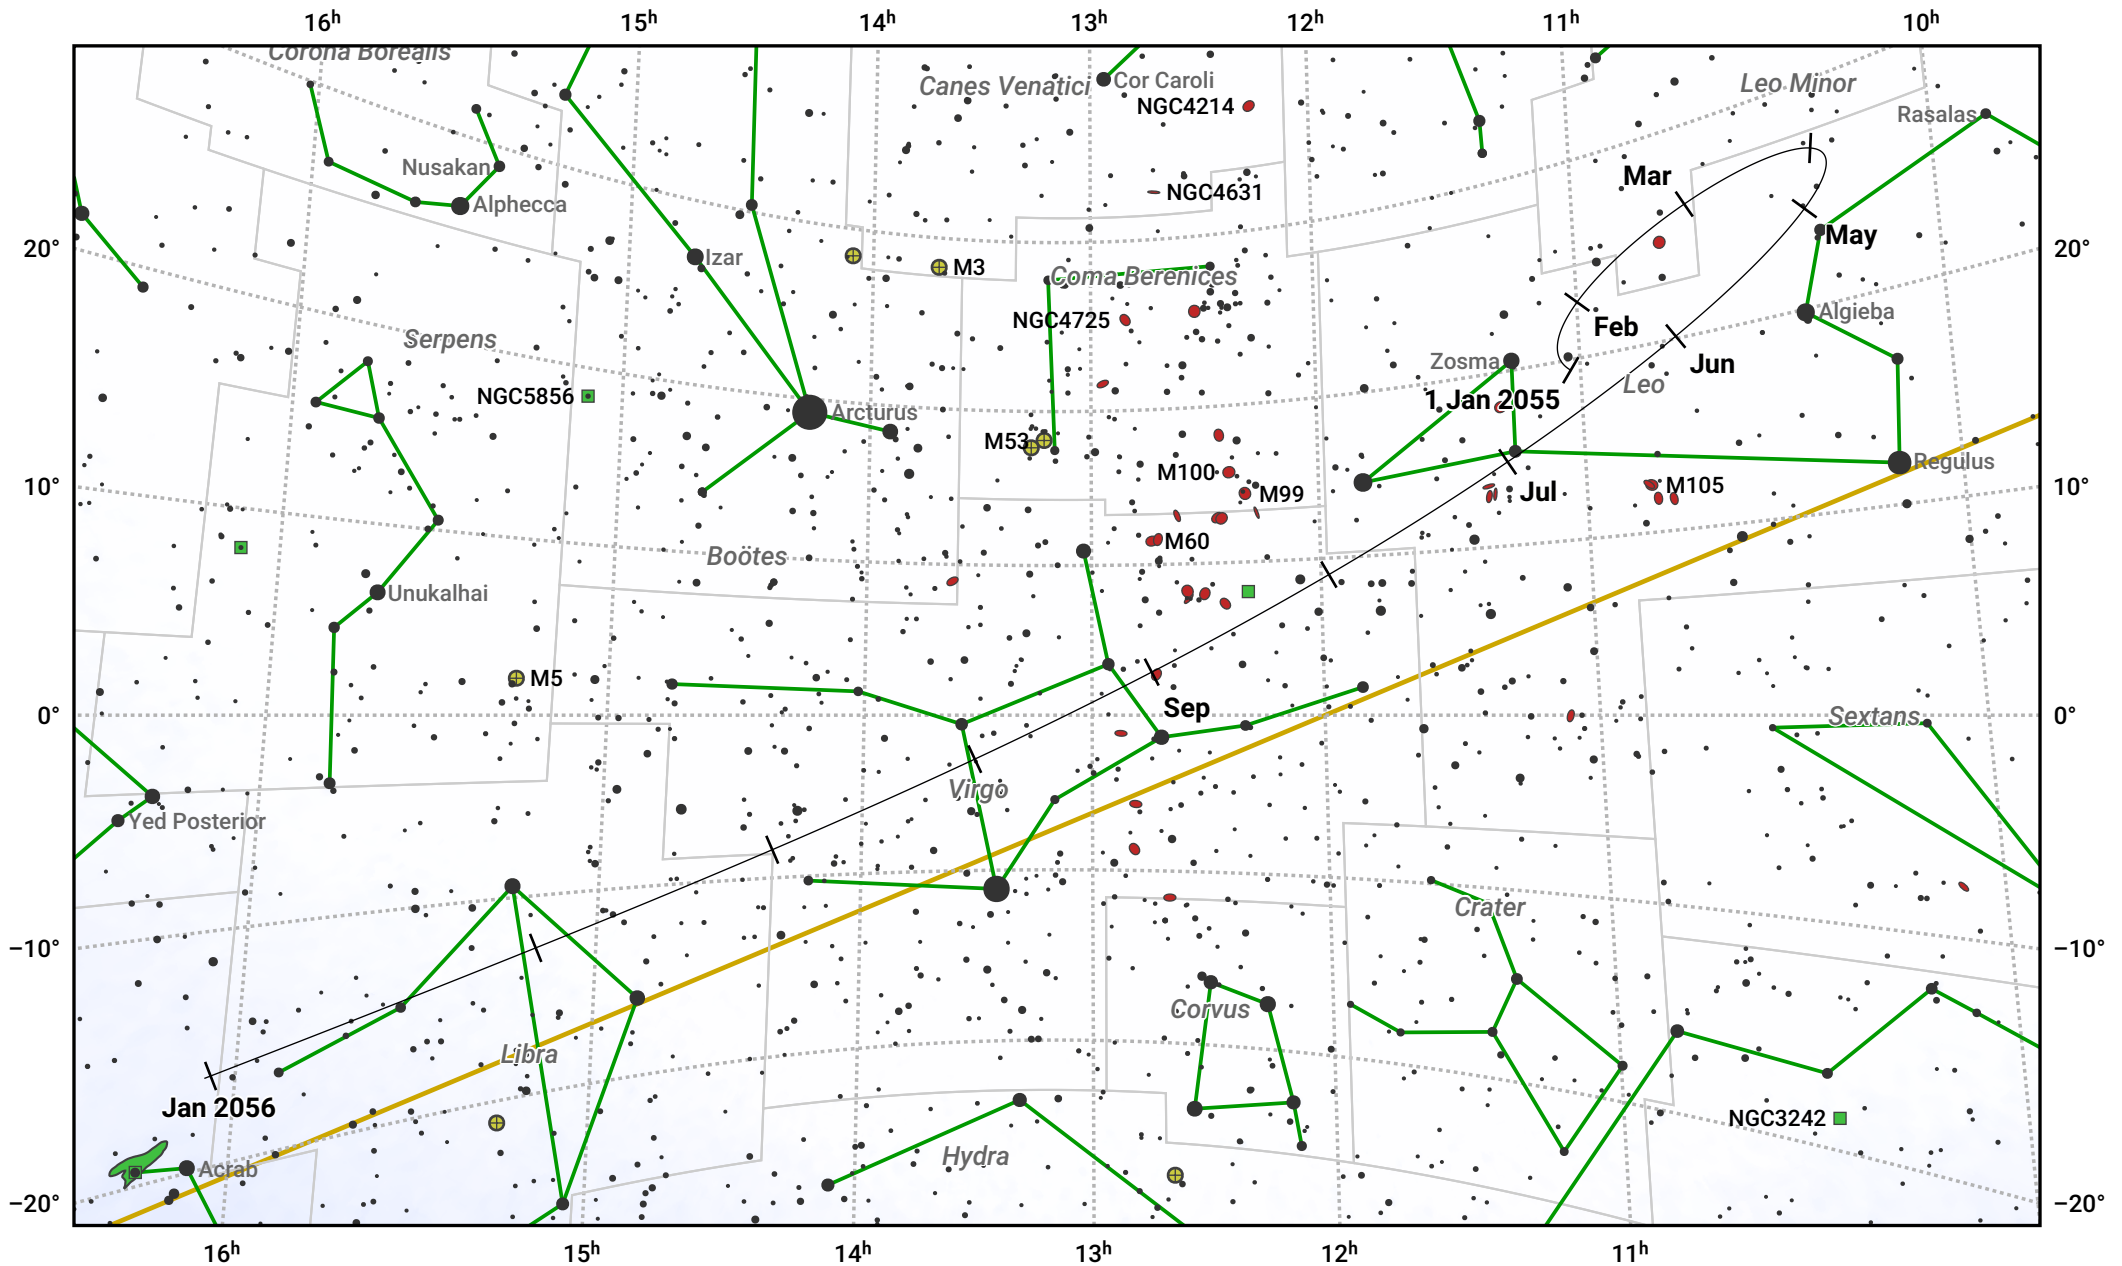 16h 15h 14h 13h 12h 11h 10h
Corona Borealis
Canes Venatici
Cor Caroli
Leo Minor
NGC4214
Rasalas
Nusakan
Mar
NGC4631
Alphecca
May
20°
20°
Izar
M3
Coma Berenices
Algieba
NGC4725
Feb
Serpens
Zosma
Jun
Leo
NGC5856
1 Jan 2055
Arcturus
M53
Regulus
M100
10°
M105
10°
M99
Jul
M60
Boötes
Unukalhai
M5
Sep
0°
Sextans
0°
Virgo
Yed Posterior
Crater
−10°
−10°
Corvus
Libra
Jan 2056
NGC3242
Hydra
Acrab
−20°
−20°
16h 15h 14h 13h 12h 11h